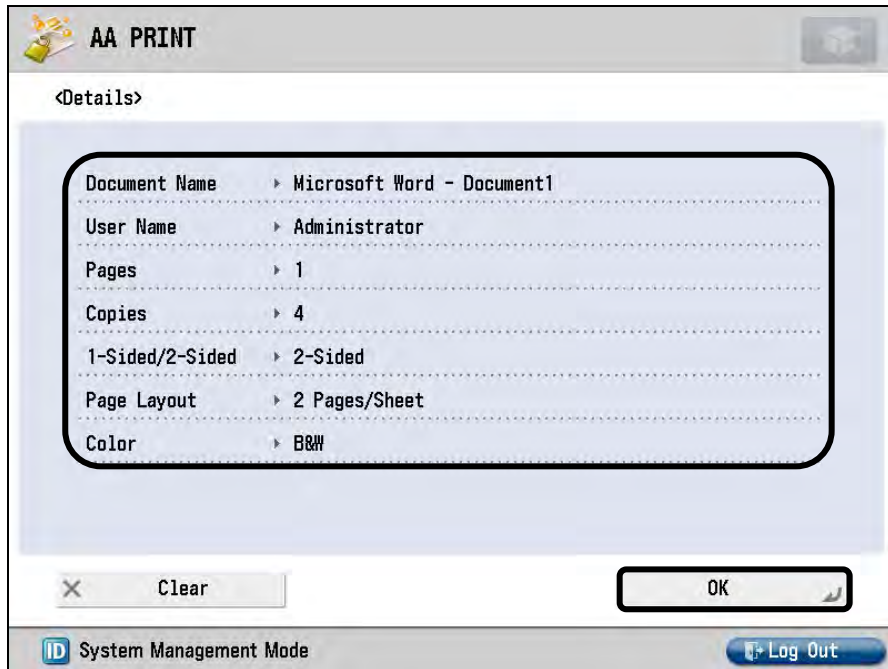 AA PRINT
<Details>
Document Name ▸ Microsoft Word - Document1
User Name ▸ Administrator
Pages ▸ 1
Copies ▸ 4
1-Sided/2-Sided ▸ 2-Sided
Page Layout ▸ 2 Pages/Sheet
Color ▸ B&W
× Clear OK
ID System Management Mode Log Out